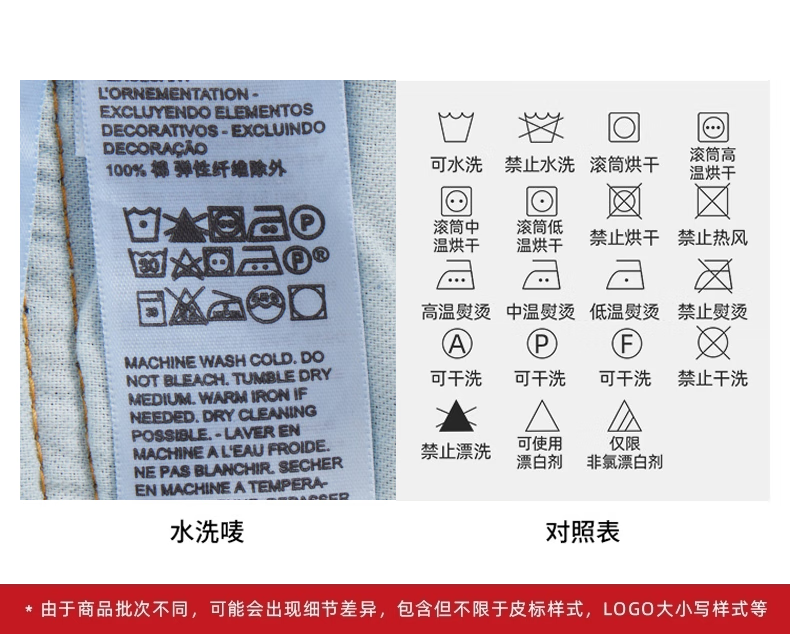 L'ORNEMENTATION -
EXCLUYENDO ELEMENTOS
DECORATIVOS - EXCLUINDO
DECORAÇÃO
100% 棉 弹性纤维除外
P
30
P®
30
MACHINE WASH COLD. DO
NOT BLEACH. TUMBLE DRY
MEDIUM. WARM IRON IF
NEEDED. DRY CLEANING
POSSIBLE. - LAVER EN
MACHINE A L'EAU FROIDE.
NE PAS BLANCHIR. SECHER
EN MACHINE A TEMPERA-
水洗唛
可水洗
禁止水洗
滚筒烘干
滚筒高
温烘干
滚筒中
温烘干
滚筒低
温烘干
禁止烘干
禁止热风
高温熨烫
中温熨烫
低温熨烫
禁止熨烫
A
可干洗
P
可干洗
F
可干洗
禁止干洗
禁止漂洗
可使用
漂白剂
仅限
非氯漂白剂
对照表
* 由于商品批次不同，可能会出现细节差异，包含但不限于皮标样式，LOGO大小写样式等